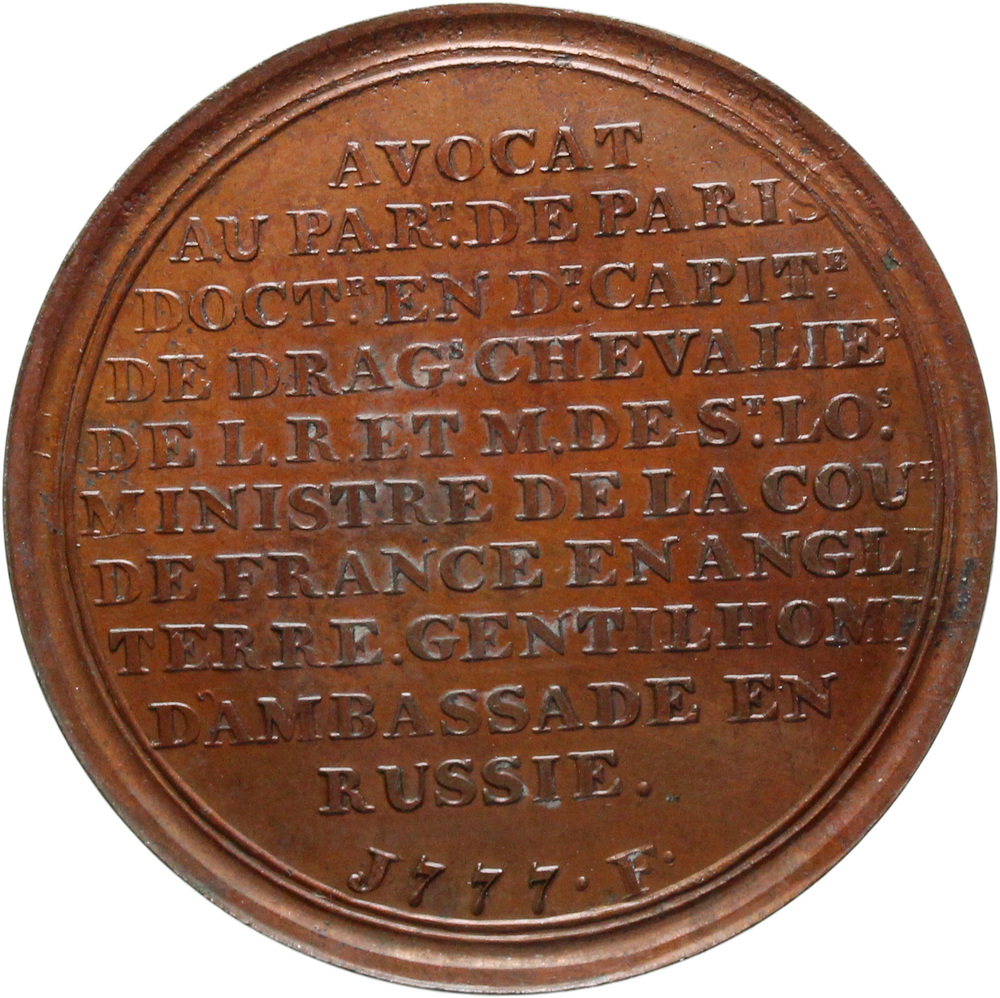 AVOCAT
AU PAR^T. DE PARIS
DOCT^R. EN D^T. CAPIT^E.
DE DRAG^S. CHEVALIE^R
DE L. R. ET M. DE S^T. LO^S.
MINISTRE DE LA COU^R
DE FRANCE EN ANGLE
TERRE. GENTILHOM^E
D'AMBASSADE EN
RUSSIE.
J777. F.